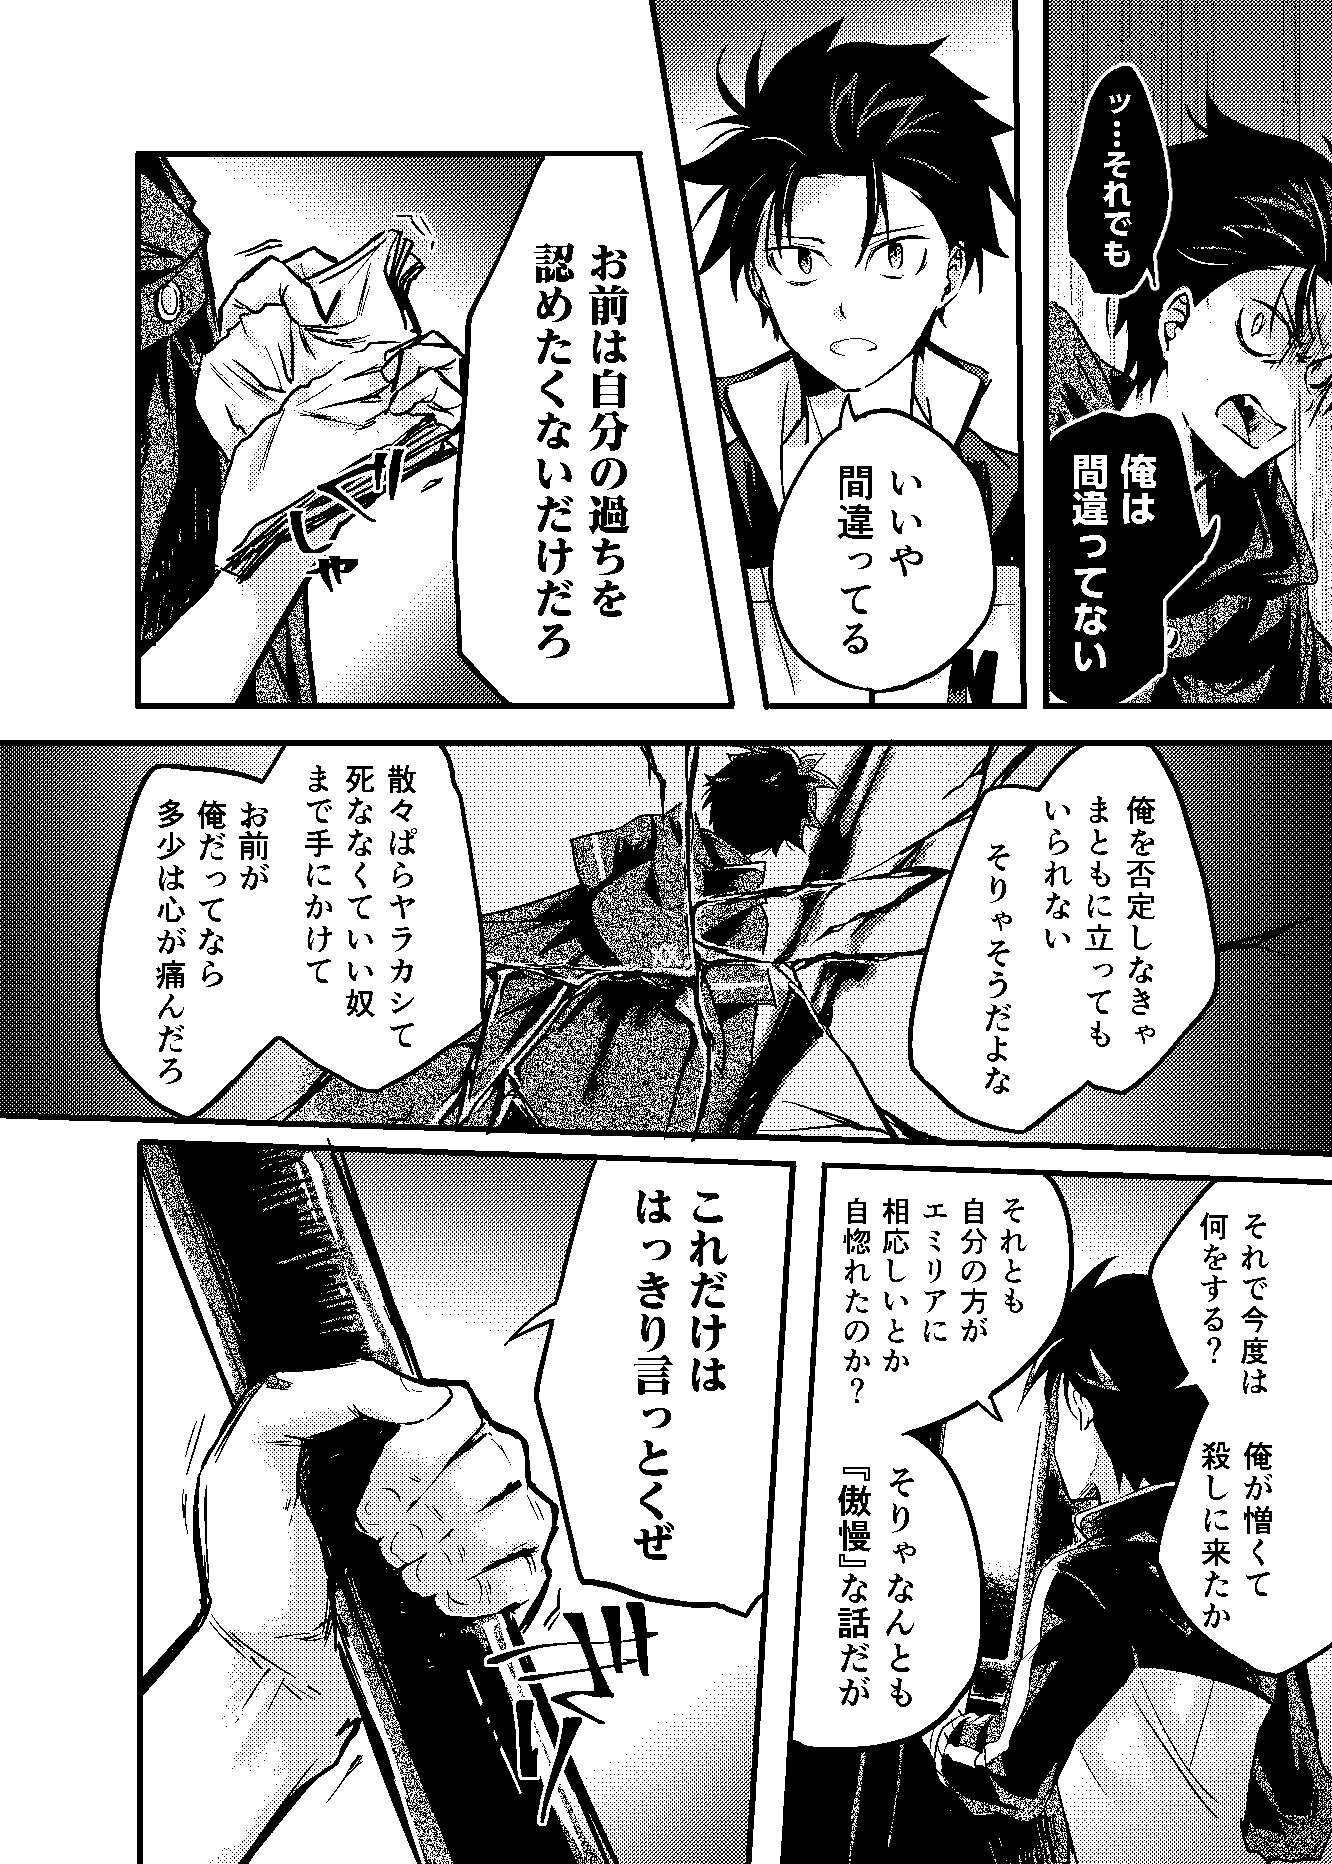 ッ…それでも
俺は
間違ってない
いいや
間違ってる
お前は自分の過ちを
認めたくないだけだろ
ぐしゃ
俺を否定しなきゃ
まともに立っても
いられない
そりゃそうだよな
散々ぱらヤラカシて
死ななくていい奴
まで手にかけて
お前が
俺だってなら
多少は心が痛んだろ
それで今度は
何をする？
俺が憎くて
殺しに来たか
それとも
自分の方が
エミリアに
相応しいとか
自惚れたのか？
そりゃなんとも
『傲慢』な話だが
これだけは
はっきり言っとくぜ